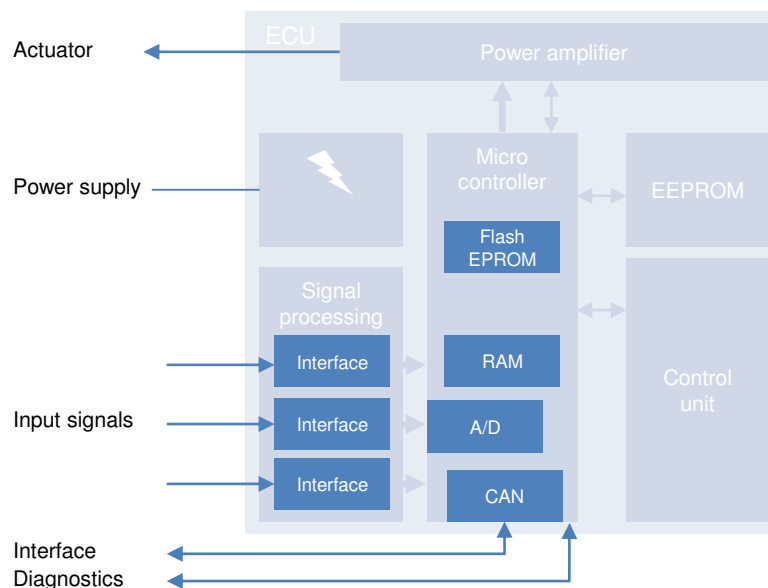 ECU
Actuator
Power amplifier
Micro
controller
Power supply
EEPROM
Flash
EPROM
Signal
processing
Interface
RAM
Control
unit
Input signals
Interface
A/D
Interface
CAN
Interface
Diagnostics